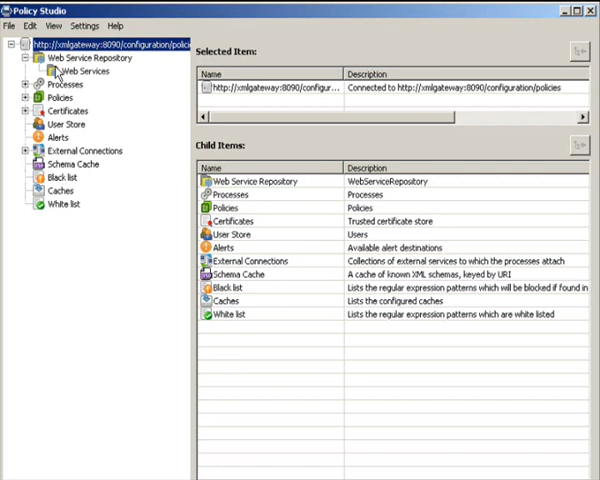 Policy Studio
File Edit View Settings Help
http://xmlgateway:8090/configuration/polici
Web Service Repository
Web Services
Processes
Policies
Certificates
User Store
Alerts
External Connections
Schema Cache
Black list
Caches
White list
Selected Item:
Name Description
http://xmlgateway:8090/configur... Connected to http://xmlgateway:8090/configuration/policies
Child Items:
Name Description
Web Service Repository WebServiceRepository
Processes Processes
Policies Policies
Certificates Trusted certificate store
User Store Users
Alerts Available alert destinations
External Connections Collections of external services to which the processes attach
Schema Cache A cache of known XML schemas, keyed by URI
Black list Lists the regular expression patterns which will be blocked if found in
Caches Lists the configured caches
White list Lists the regular expression patterns which are white listed